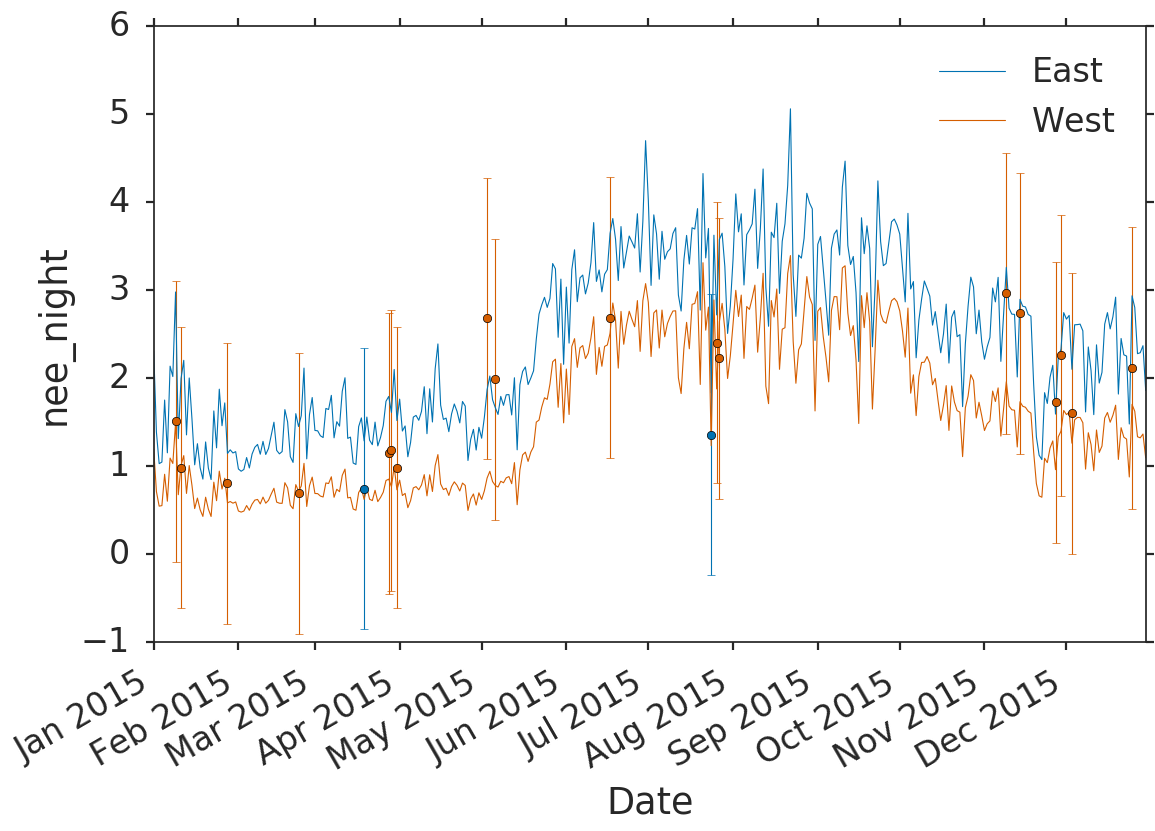 6
5
4
3
2
1
0
−1
nee_night
East
West
Jan 2015
Feb 2015
Mar 2015
Apr 2015
May 2015
Jun 2015
Jul 2015
Aug 2015
Sep 2015
Oct 2015
Nov 2015
Dec 2015
Date